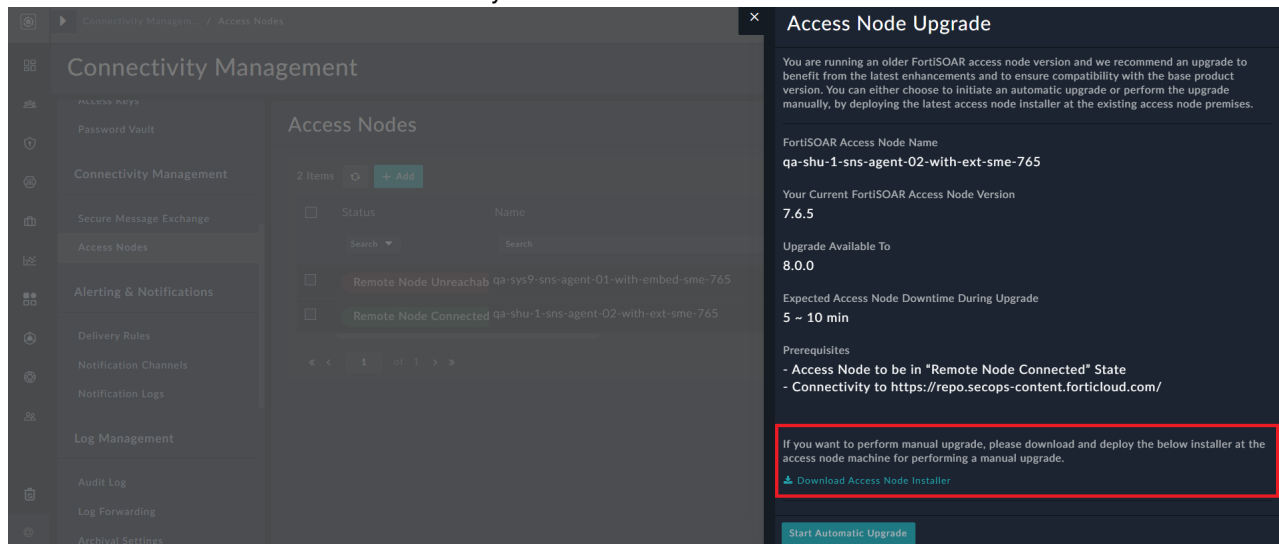 Connectivity Managem... / Access Nodes
Connectivity Management
Access Keys
Password Vault
Connectivity Management
Secure Message Exchange
Access Nodes
Alerting & Notifications
Delivery Rules
Notification Channels
Notification Logs
Log Management
Audit Log
Log Forwarding
Archival Settings
Access Nodes
2 Items
+ Add
Status Name
Search Search
Remote Node Unreachab qa-sys9-sns-agent-01-with-embed-sme-765
Remote Node Connected qa-shu-1-sns-agent-02-with-ext-sme-765
« < 1 of 1 > »
×
Access Node Upgrade
You are running an older FortiSOAR access node version and we recommend an upgrade to
benefit from the latest enhancements and to ensure compatibility with the base product
version. You can either choose to initiate an automatic upgrade or perform the upgrade
manually, by deploying the latest access node installer at the existing access node premises.
FortiSOAR Access Node Name
qa-shu-1-sns-agent-02-with-ext-sme-765
Your Current FortiSOAR Access Node Version
7.6.5
Upgrade Available To
8.0.0
Expected Access Node Downtime During Upgrade
5 ~ 10 min
Prerequisites
- Access Node to be in "Remote Node Connected" State
- Connectivity to https://repo.secops-content.forticloud.com/
If you want to perform manual upgrade, please download and deploy the below installer at the
access node machine for performing a manual upgrade.
Download Access Node Installer
Start Automatic Upgrade